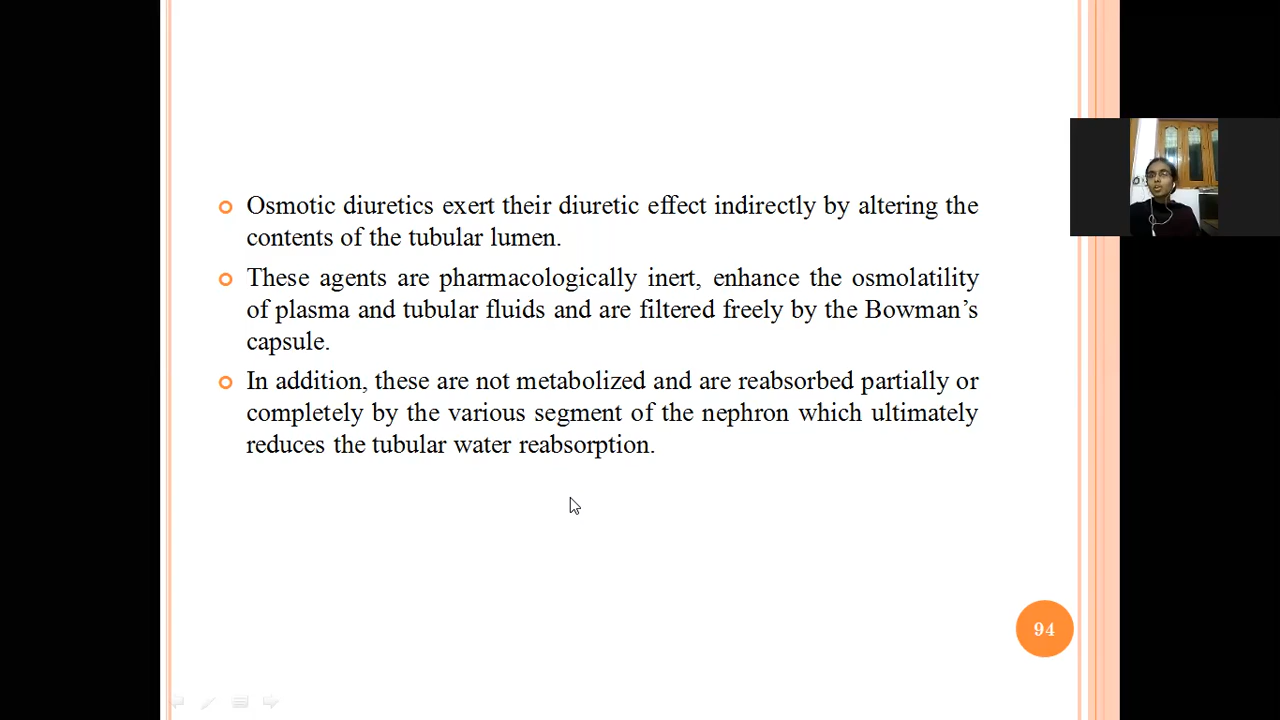 Osmotic diuretics exert their diuretic effect indirectly by altering the
contents of the tubular lumen.
These agents are pharmacologically inert, enhance the osmolatility
of plasma and tubular fluids and are filtered freely by the Bowman’s
capsule.
In addition, these are not metabolized and are reabsorbed partially or
completely by the various segment of the nephron which ultimately
reduces the tubular water reabsorption.
94